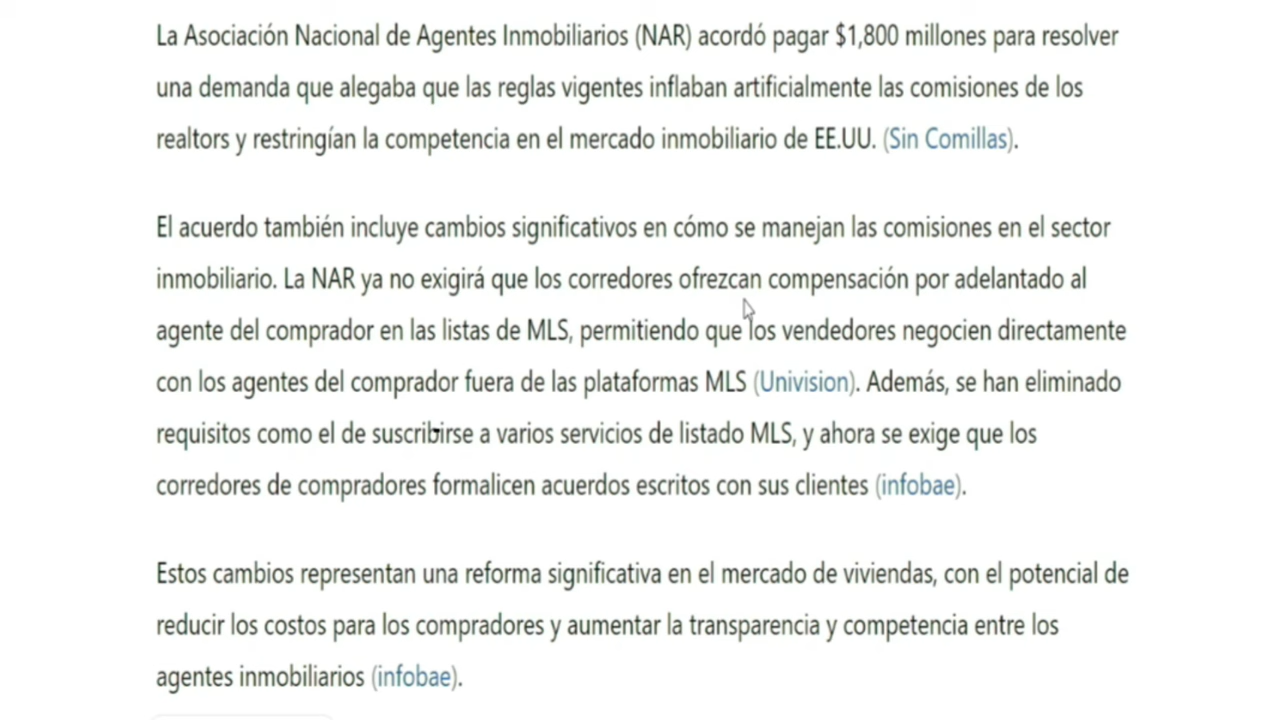 La Asociación Nacional de Agentes Inmobiliarios (NAR) acordó pagar $1,800 millones para resolver
una demanda que alegaba que las reglas vigentes inflaban artificialmente las comisiones de los
realtors y restringían la competencia en el mercado inmobiliario de EE.UU. (Sin Comillas).
El acuerdo también incluye cambios significativos en cómo se manejan las comisiones en el sector
inmobiliario. La NAR ya no exigirá que los corredores ofrezcan compensación por adelantado al
agente del comprador en las listas de MLS, permitiendo que los vendedores negocien directamente
con los agentes del comprador fuera de las plataformas MLS (Univision). Además, se han eliminado
requisitos como el de suscribirse a varios servicios de listado MLS, y ahora se exige que los
corredores de compradores formalicen acuerdos escritos con sus clientes (infobae).
Estos cambios representan una reforma significativa en el mercado de viviendas, con el potencial de
reducir los costos para los compradores y aumentar la transparencia y competencia entre los
agentes inmobiliarios (infobae).